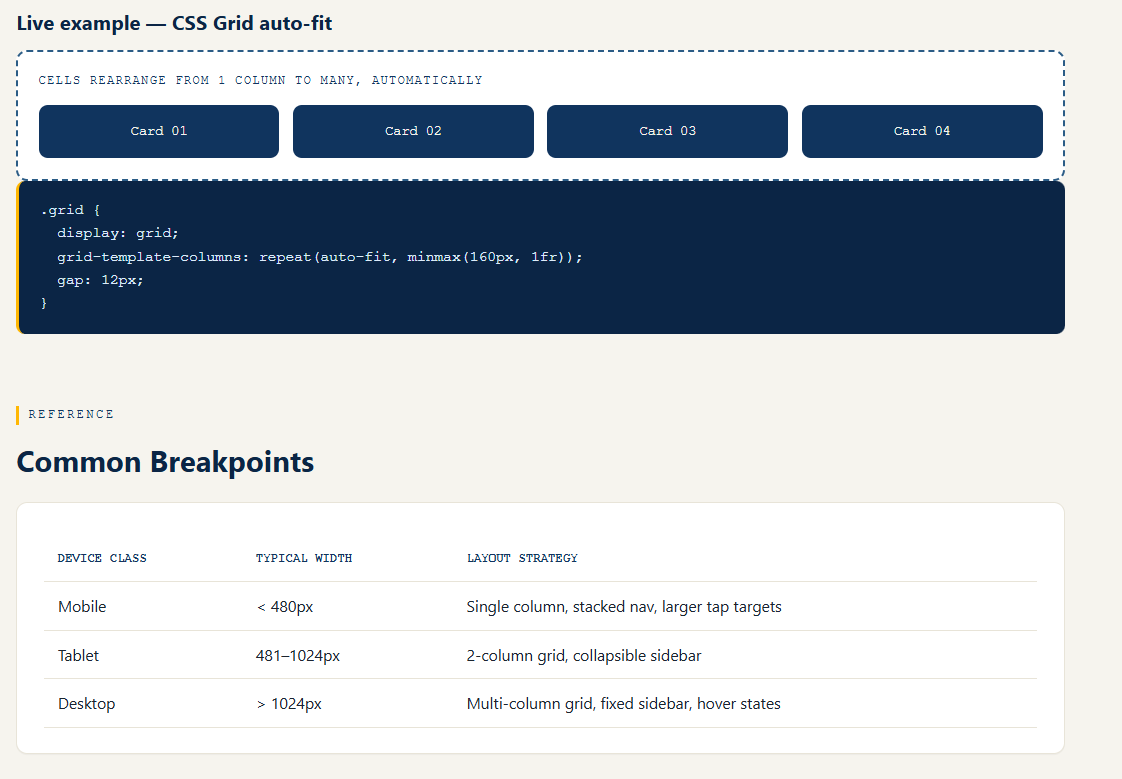 Live example — CSS Grid auto-fit
CELLS REARRANGE FROM 1 COLUMN TO MANY, AUTOMATICALLY
Card 01 Card 02 Card 03 Card 04
.grid {
  display: grid;
  grid-template-columns: repeat(auto-fit, minmax(160px, 1fr));
  gap: 12px;
}
REFERENCE
Common Breakpoints
DEVICE CLASS TYPICAL WIDTH LAYOUT STRATEGY
Mobile < 480px Single column, stacked nav, larger tap targets
Tablet 481–1024px 2-column grid, collapsible sidebar
Desktop > 1024px Multi-column grid, fixed sidebar, hover states